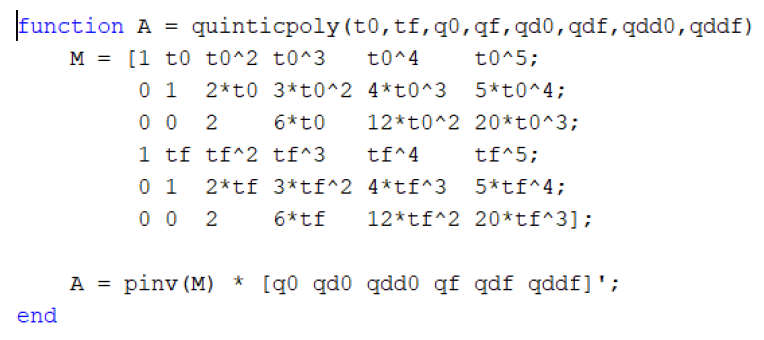 function A = quinticpoly(t0,tf,q0,qf,qd0,qdf,qdd0,qddf)
M = [1 t0 t0^2 t0^3 t0^4 t0^5;
0 1 2*t0 3*t0^2 4*t0^3 5*t0^4;
0 0 2 6*t0 12*t0^2 20*t0^3;
1 tf tf^2 tf^3 tf^4 tf^5;
0 1 2*tf 3*tf^2 4*tf^3 5*tf^4;
0 0 2 6*tf 12*tf^2 20*tf^3];
A = pinv(M) * [q0 qd0 qdd0 qf qdf qddf]';
end